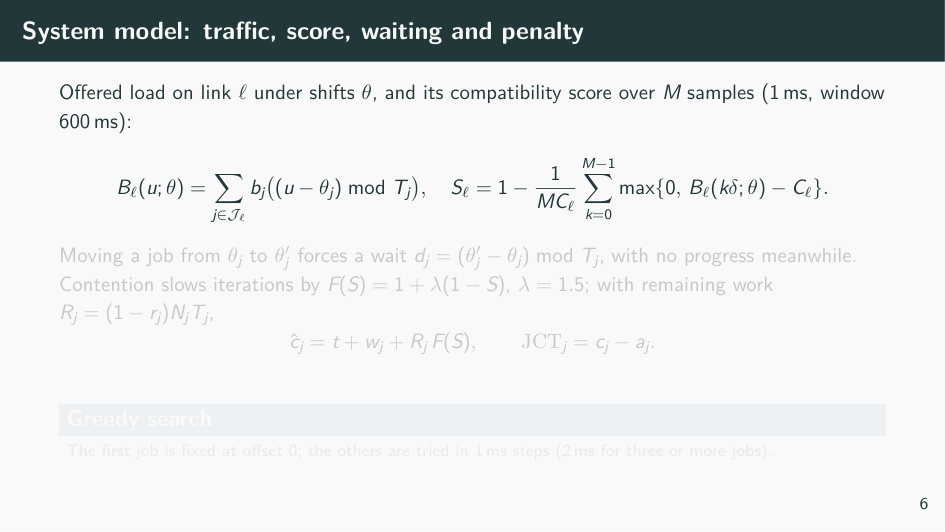 System model: traffic, score, waiting and penalty
Offered load on link ℓ under shifts θ, and its compatibility score over M samples (1 ms, window
600 ms):
B_ℓ(u; θ) = ∑_{j∈𝒥_ℓ} b_j((u − θ_j) mod T_j),    S_ℓ = 1 − 1/(MC_ℓ) ∑_{k=0}^{M−1} max{0, B_ℓ(kδ; θ) − C_ℓ}.
Moving a job from θ_j to θ′_j forces a wait d_j = (θ′_j − θ_j) mod T_j, with no progress meanwhile.
Contention slows iterations by F(S) = 1 + λ(1 − S), λ = 1.5; with remaining work
R_j = (1 − r_j)N_jT_j,
ĉ_j = t + w_j + R_j F(S),    JCT_j = c_j − a_j.
Greedy search
The first job is fixed at offset 0; the others are tried in 1 ms steps (2 ms for three or more jobs).
6